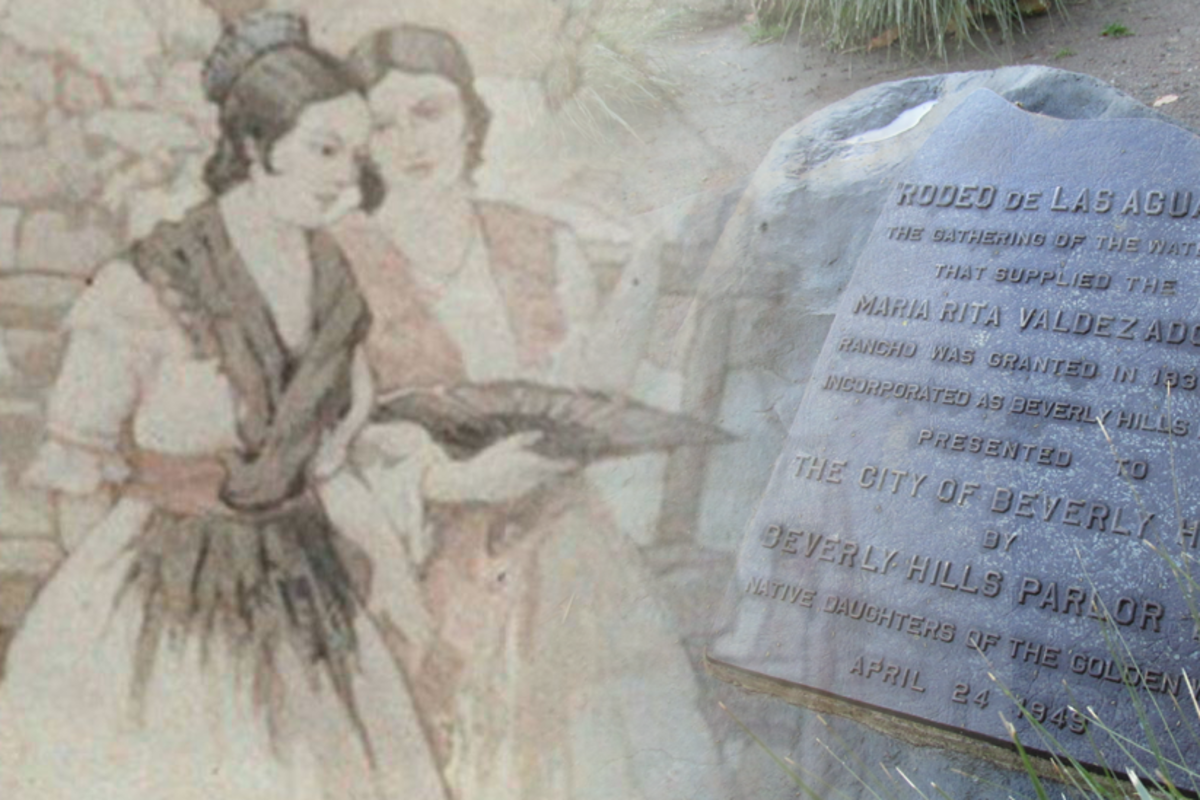 RODEO DE LAS AGU
THE GATHERING OF THE WAT
THAT SUPPLIED THE
MARIA RITA VALDEZ ADO
RANCHO WAS GRANTED IN 183
INCORPORATED AS BEVERLY HILLS
PRESENTED TO
THE CITY OF BEVERLY H
BY
BEVERLY HILLS PARLOR
NATIVE DAUGHTERS OF THE GOLDEN
APRIL 24 1949